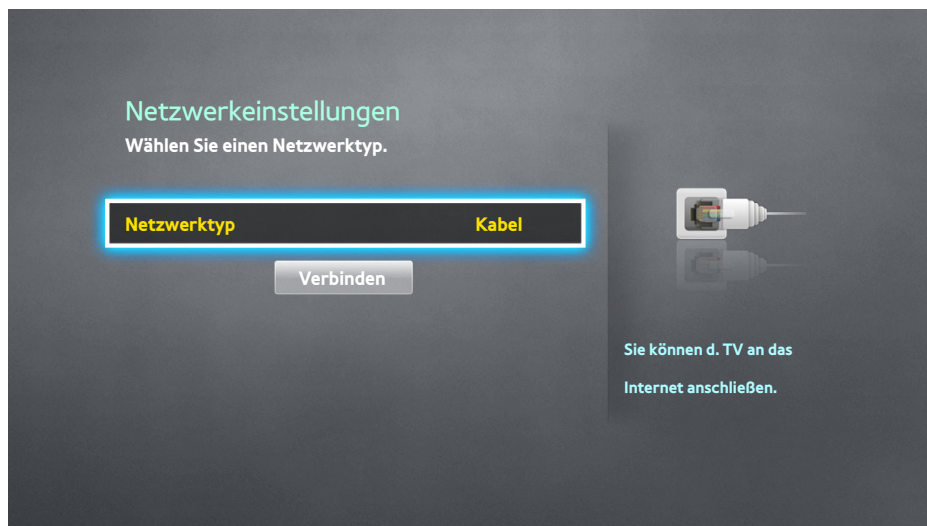 Netzwerkeinstellungen
Wählen Sie einen Netzwerktyp.
Netzwerktyp Kabel
Verbinden
Sie können d. TV an das
Internet anschließen.